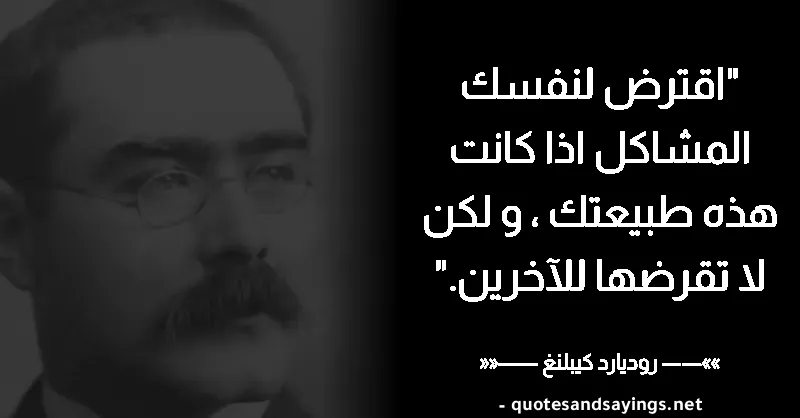 "اقترض لنفسك
المشاكل اذا كانت
هذه طبيعتك ، و لكن
لا تقرضها للآخرين."
»»—— روديارد كيبلنغ ——««
- quotesandsayings.net